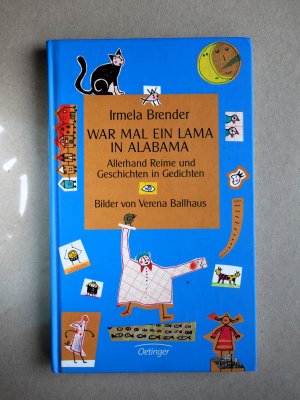 Irmela Brender
WAR MAL EIN LAMA
IN ALABAMA
Allerhand Reime und
Geschichten in Gedichten
Bilder von Verena Ballhaus
Oetinger